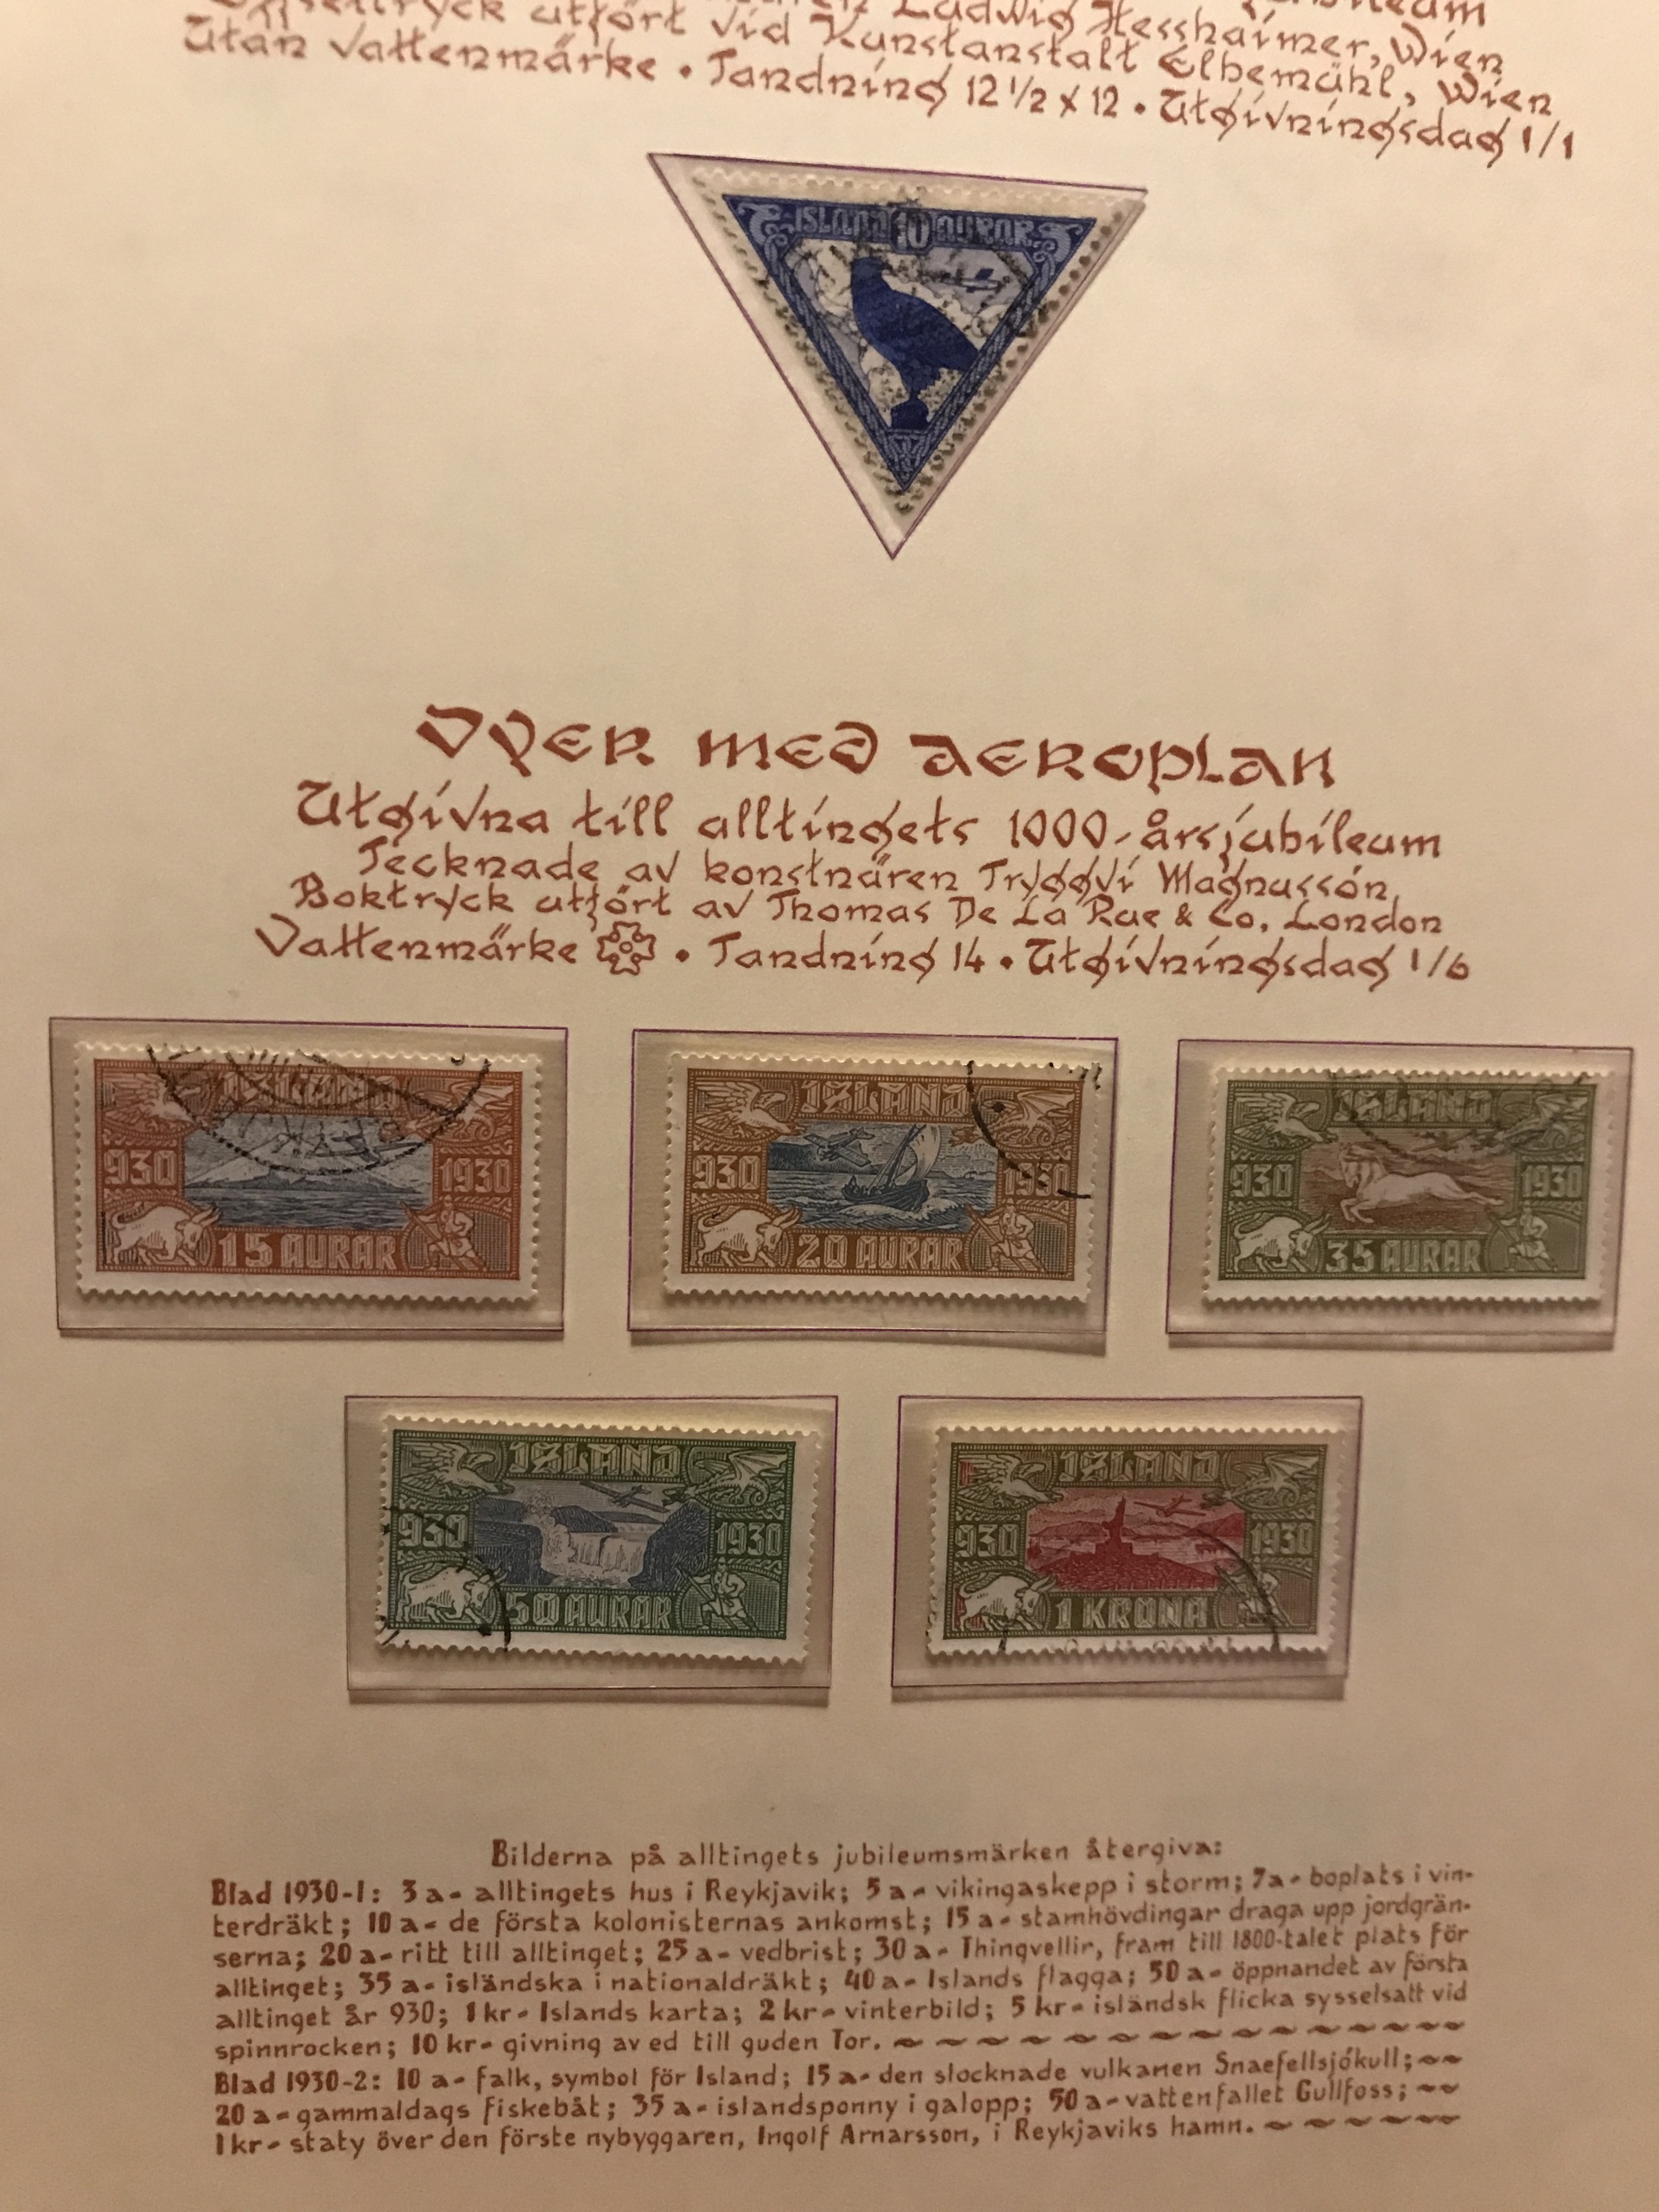 Ludwig Hesshaimer, Wien
utfört vid Kunstanstalt Elbemühl, Wien
Utan Vattenmärke • Tandning 12 1/2 x 12 • Utgivningsdag 1/1
ISLAND 10 AURAR
VYER MED AEROPLAN
Utgivna till alltingets 1000-årsjubileum
Tecknade av konstnären Tryggvi Magnussón
Boktryck utfört av Thomas De La Rue & Co, London
Vattenmärke • Tandning 14 • Utgivningsdag 1/6
ISLAND
930 1930
15 AURAR
ISLAND
930 1930
20 AURAR
ISLAND
930 1930
35 AURAR
ISLAND
930 1930
50 AURAR
ISLAND
930 1930
1 KRONA
Bilderna på alltingets jubileumsmärken återgiva:
Blad 1930-1: 3 a- alltingets hus i Reykjavik; 5 a- vikingaskepp i storm; 7a- boplats i vin-
terdräkt; 10 a- de första kolonisternas ankomst; 15 a- stamhövdingar draga upp jordgrän-
serna; 20 a- ritt till alltinget; 25 a- vedbrist; 30 a- Thingvellir, fram till 1800-talet plats för
alltinget; 35 a- isländska i nationaldräkt; 40 a- Islands flagga; 50 a- öppnandet av första
alltinget år 930; 1 kr- Islands karta; 2 kr- vinterbild; 5 kr- isländsk flicka sysselsatt vid
spinnrocken; 10 kr- givning av ed till guden Tor. ~ ~ ~ ~ ~ ~ ~ ~ ~ ~ ~ ~ ~
Blad 1930-2: 10 a- falk, symbol för Island; 15 a- den slocknade vulkanen Snaefellsjökull; ~~
20 a- gammaldags fiskebåt; 35 a- islandsponny i galopp; 50 a- vattenfallet Gullfoss; ~~
1 kr- staty över den förste nybyggaren, Ingolf Arnarsson, i Reykjaviks hamn. ~ ~ ~ ~ ~ ~